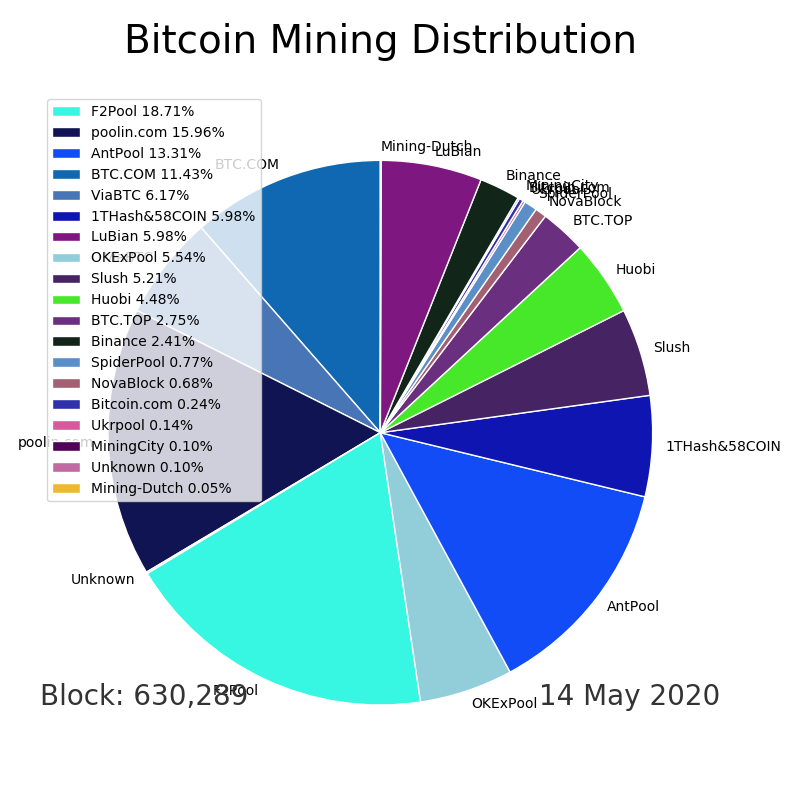 Bitcoin Mining Distribution
F2Pool 18.71%
poolin.com 15.96%
AntPool 13.31%
BTC.COM 11.43%
ViaBTC 6.17%
1THash&58COIN 5.98%
LuBian 5.98%
OKExPool 5.54%
Slush 5.21%
Huobi 4.48%
BTC.TOP 2.75%
Binance 2.41%
SpiderPool 0.77%
NovaBlock 0.68%
Bitcoin.com 0.24%
Ukrpool 0.14%
MiningCity 0.10%
Unknown 0.10%
Mining-Dutch 0.05%
Mining-Dutch
LuBian
Binance
MiningCity
SpiderPool
NovaBlock
BTC.TOP
Huobi
Slush
1THash&58COIN
AntPool
OKExPool
F2Pool
Unknown
poolin.com
BTC.COM
Block: 630,289
14 May 2020